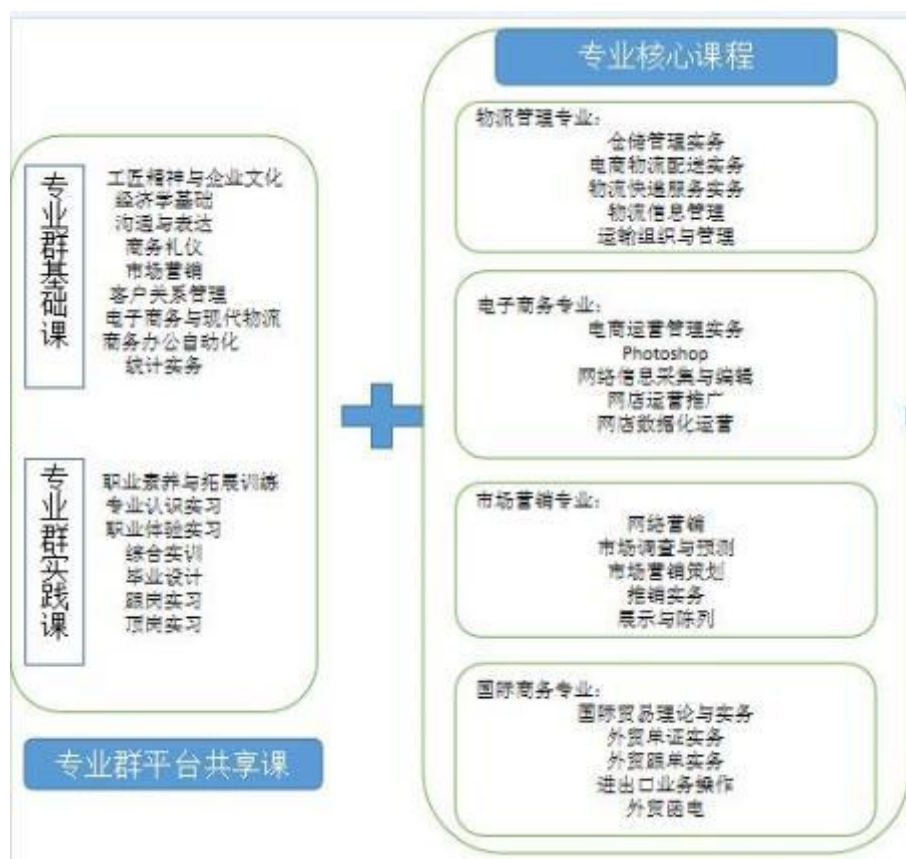 专业群基础课
工匠精神与企业文化
经济学基础
沟通与表达
商务礼仪
市场营销
客户关系管理
电子商务与现代物流
商务办公自动化
统计实务
专业群实践课
职业素养与拓展训练
专业认识实习
职业体验实习
综合实训
毕业设计
跟岗实习
顶岗实习
专业群平台共享课
专业核心课程
物流管理专业：
仓储管理实务
电商物流配送实务
物流快递服务实务
物流信息管理
运输组织与管理
电子商务专业：
电商运营管理实务
Photoshop
网络信息采集与编辑
网店运营推广
网店数据化运营
市场营销专业：
网络营销
市场调查与预测
市场营销策划
推销实务
展示与陈列
国际商务专业：
国际贸易理论与实务
外贸单证实务
外贸跟单实务
进出口业务操作
外贸函电